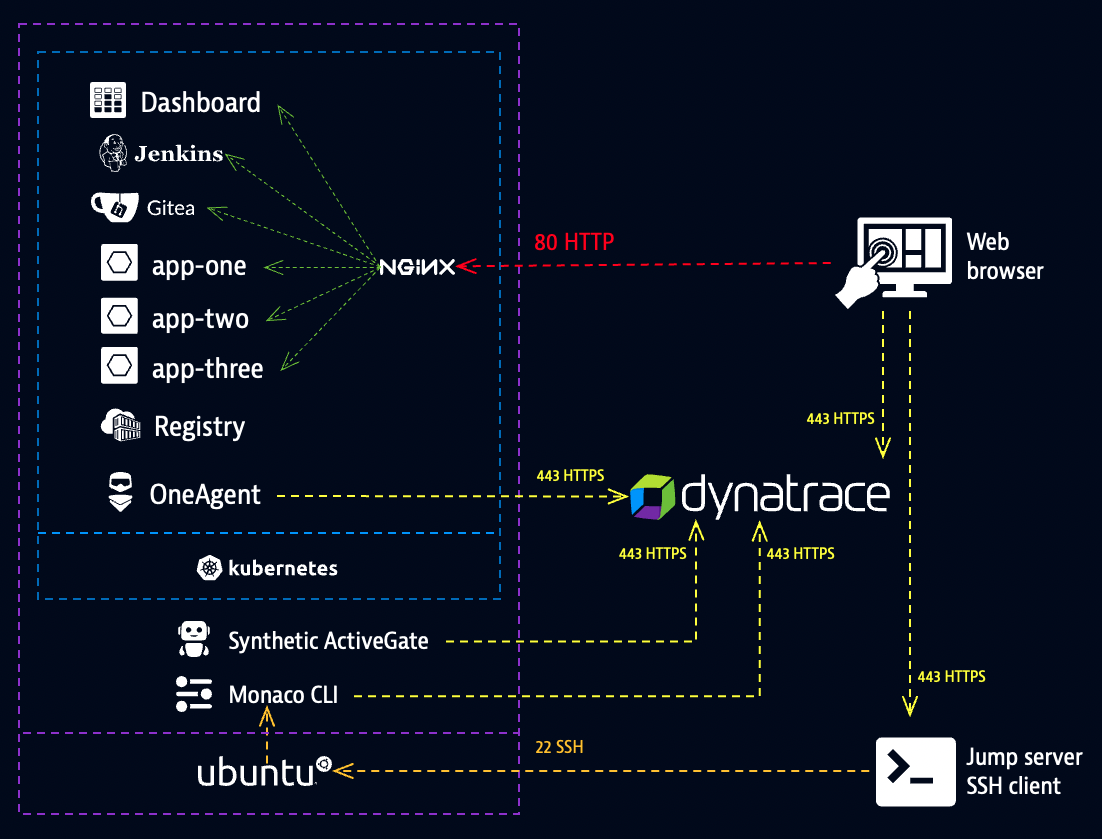 Dashboard
Jenkins
Gitea
app-one
app-two
app-three
Registry
OneAgent
NGINX
80 HTTP
Web
browser
443 HTTPS
443 HTTPS
dynatrace
443 HTTPS
443 HTTPS
kubernetes
Synthetic ActiveGate
Monaco CLI
443 HTTPS
22 SSH
ubuntu
Jump server
SSH client